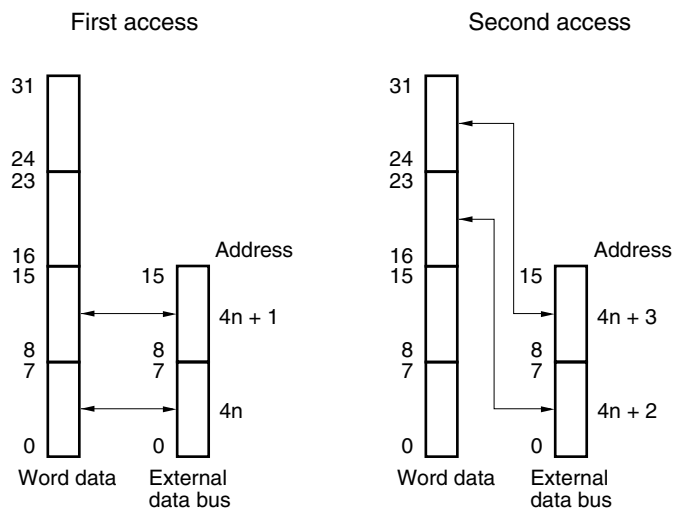 First access
31
24
23
16
15
8
7
0
Word data
15
8
7
0
External
data bus
Address
4n + 1
4n
Second access
31
24
23
16
15
8
7
0
Word data
15
8
7
0
External
data bus
Address
4n + 3
4n + 2